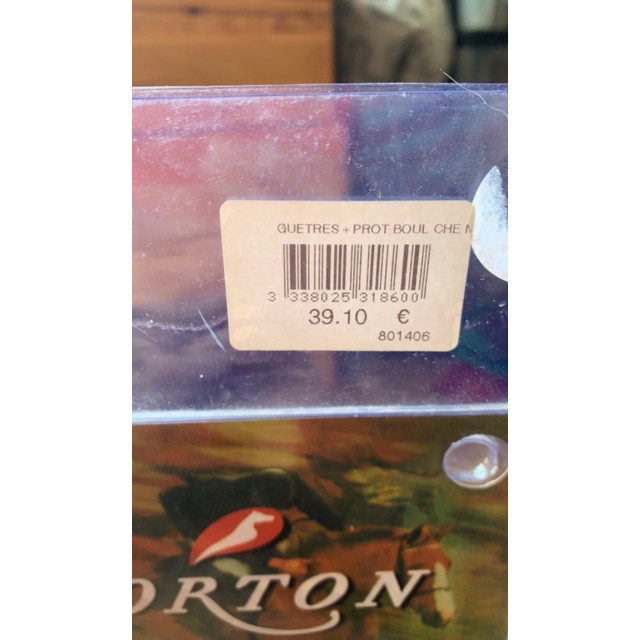 GUETRES + PROT BOUL CHE
3 338025 318600
39.10 €
801406
ORTON